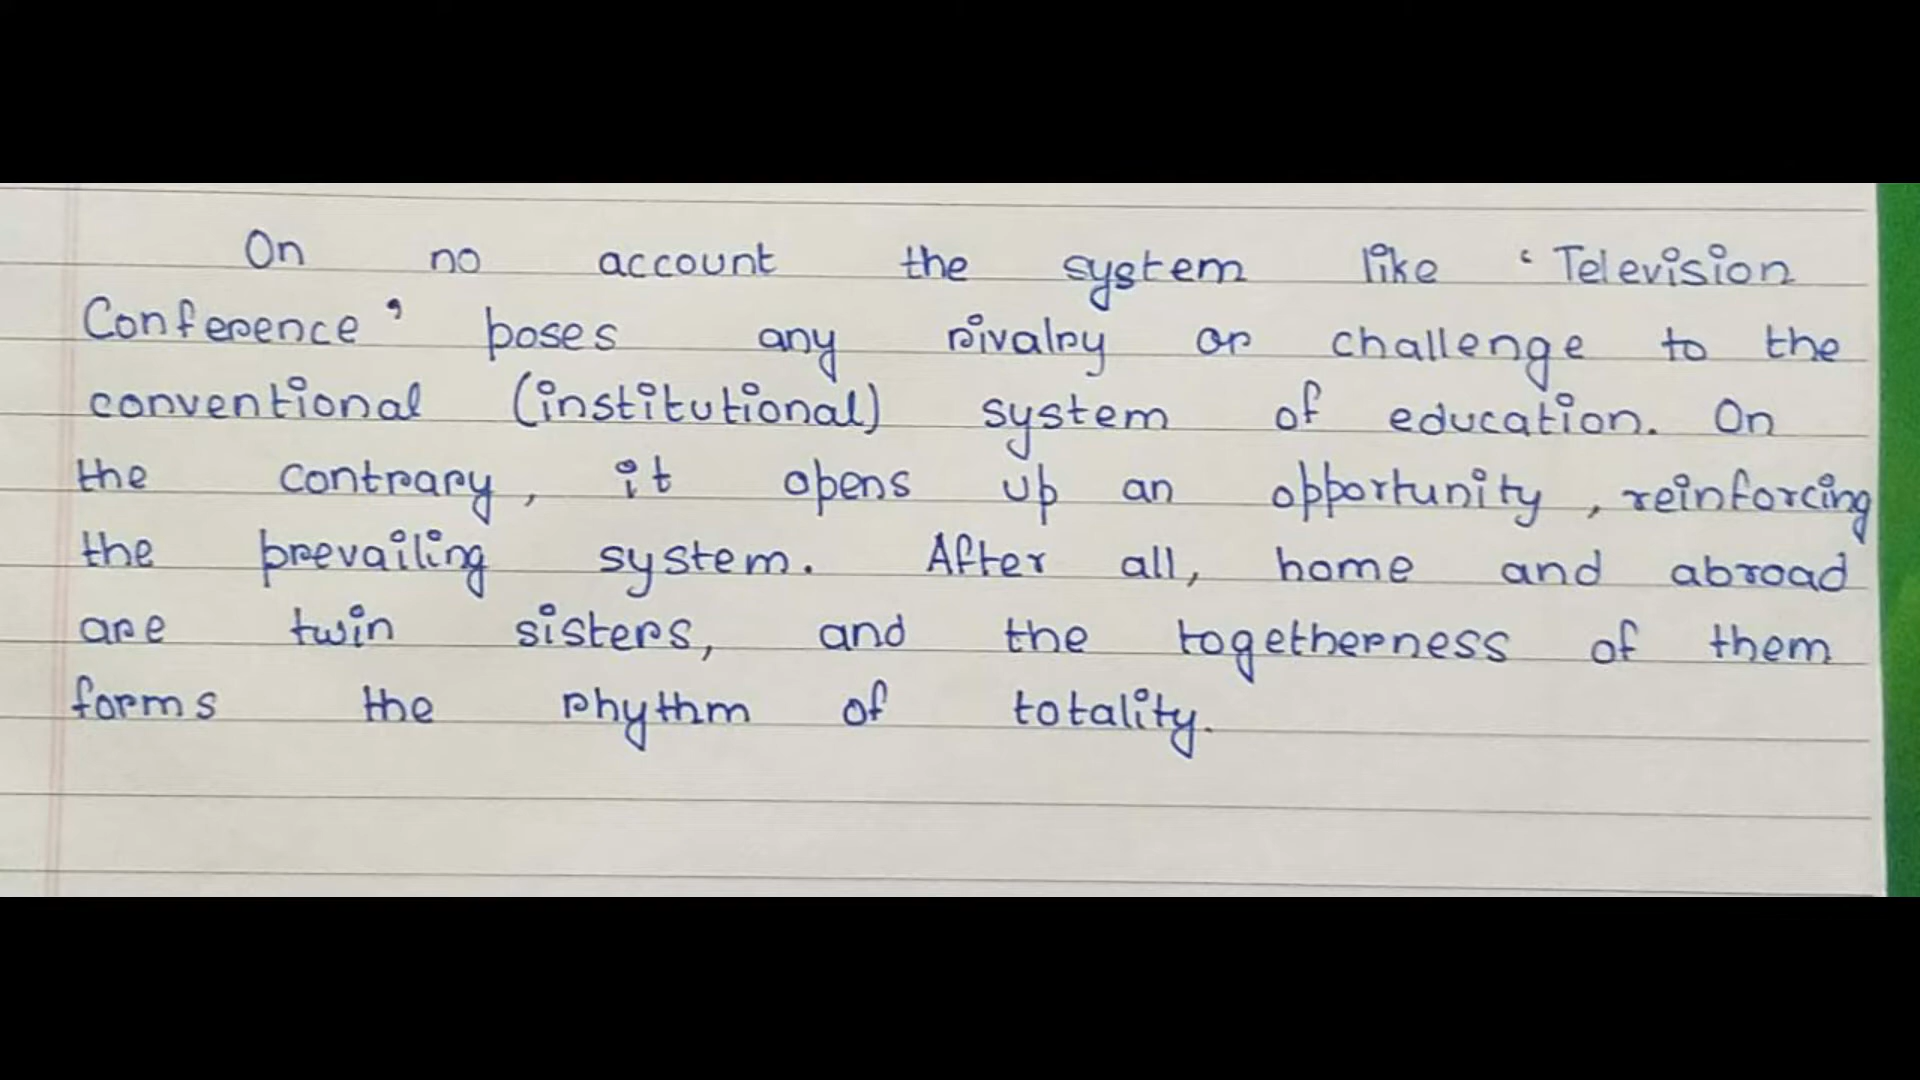 On no account the system like ‘Television
Conference’ poses any rivalry or challenge to the
conventional (institutional) system of education. On
the contrary, it opens up an opportunity, reinforcing
the prevailing system. After all, home and abroad
are twin sisters, and the togetherness of them
forms the rhythm of totality.